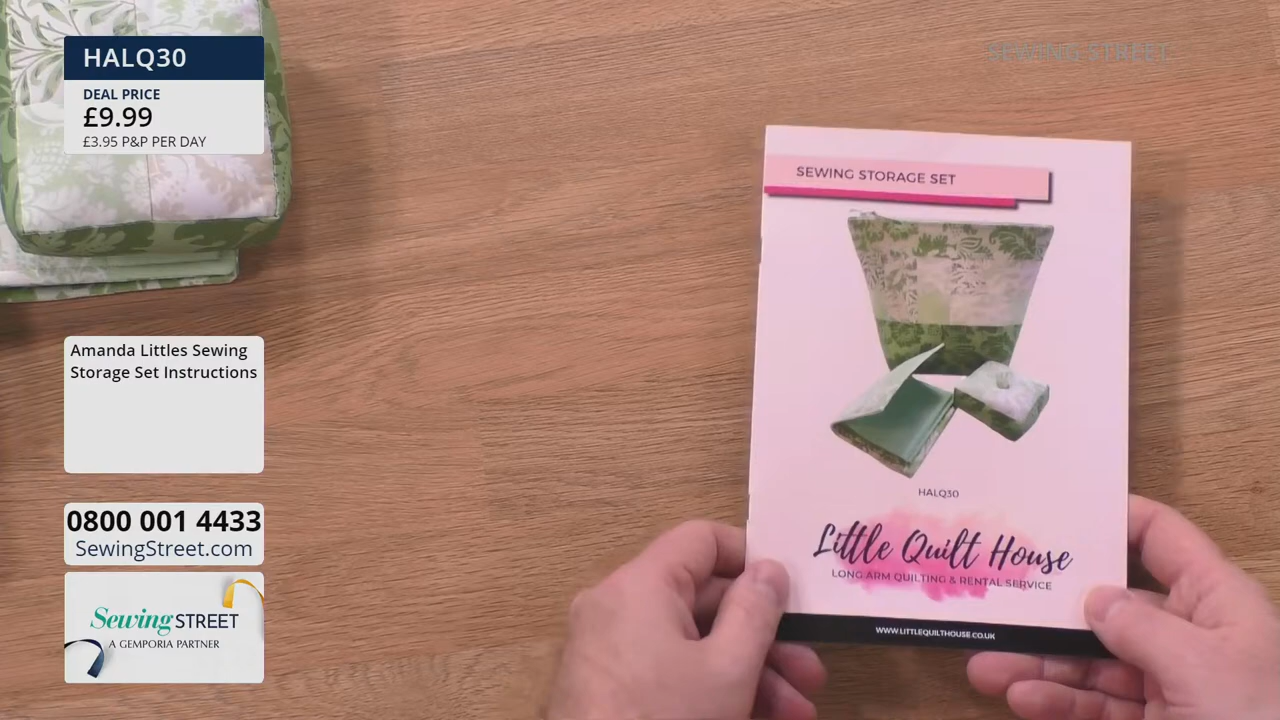 HALQ30
DEAL PRICE
£9.99
£3.95 P&P PER DAY
Amanda Littles Sewing
Storage Set Instructions
0800 001 4433
SewingStreet.com
Sewing STREET
A GEMPORIA PARTNER
SEWING STREET
SEWING STORAGE SET
HALQ30
Little Quilt House
LONG ARM QUILTING & RENTAL SERVICE
WWW.LITTLEQUILTHOUSE.CO.UK